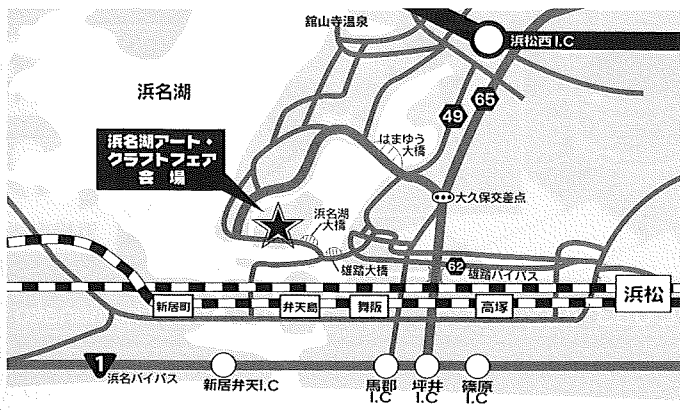 舘山寺温泉
浜松西I.C
浜名湖
49
65
浜名湖アート・
クラフトフェア
会場
はまゆう
大橋
大久保交差点
浜名湖
大橋
雄踏大橋
62
雄踏バイパス
浜松
新居町
弁天島
舞阪
高塚
1
浜名バイパス
新居弁天I.C
馬郡
I.C
坪井
I.C
篠原
I.C